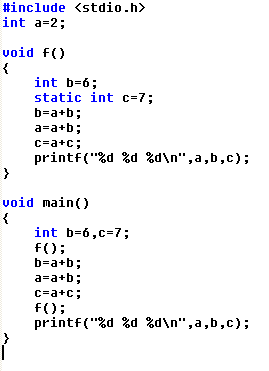 #include <stdio.h>
int a=2;
void f()
{
int b=6;
static int c=7;
b=a+b;
a=a+b;
c=a+c;
printf("%d %d %d\n",a,b,c);
}
void main()
{
int b=6,c=7;
f();
b=a+b;
a=a+b;
c=a+c;
f();
printf("%d %d %d\n",a,b,c);
}